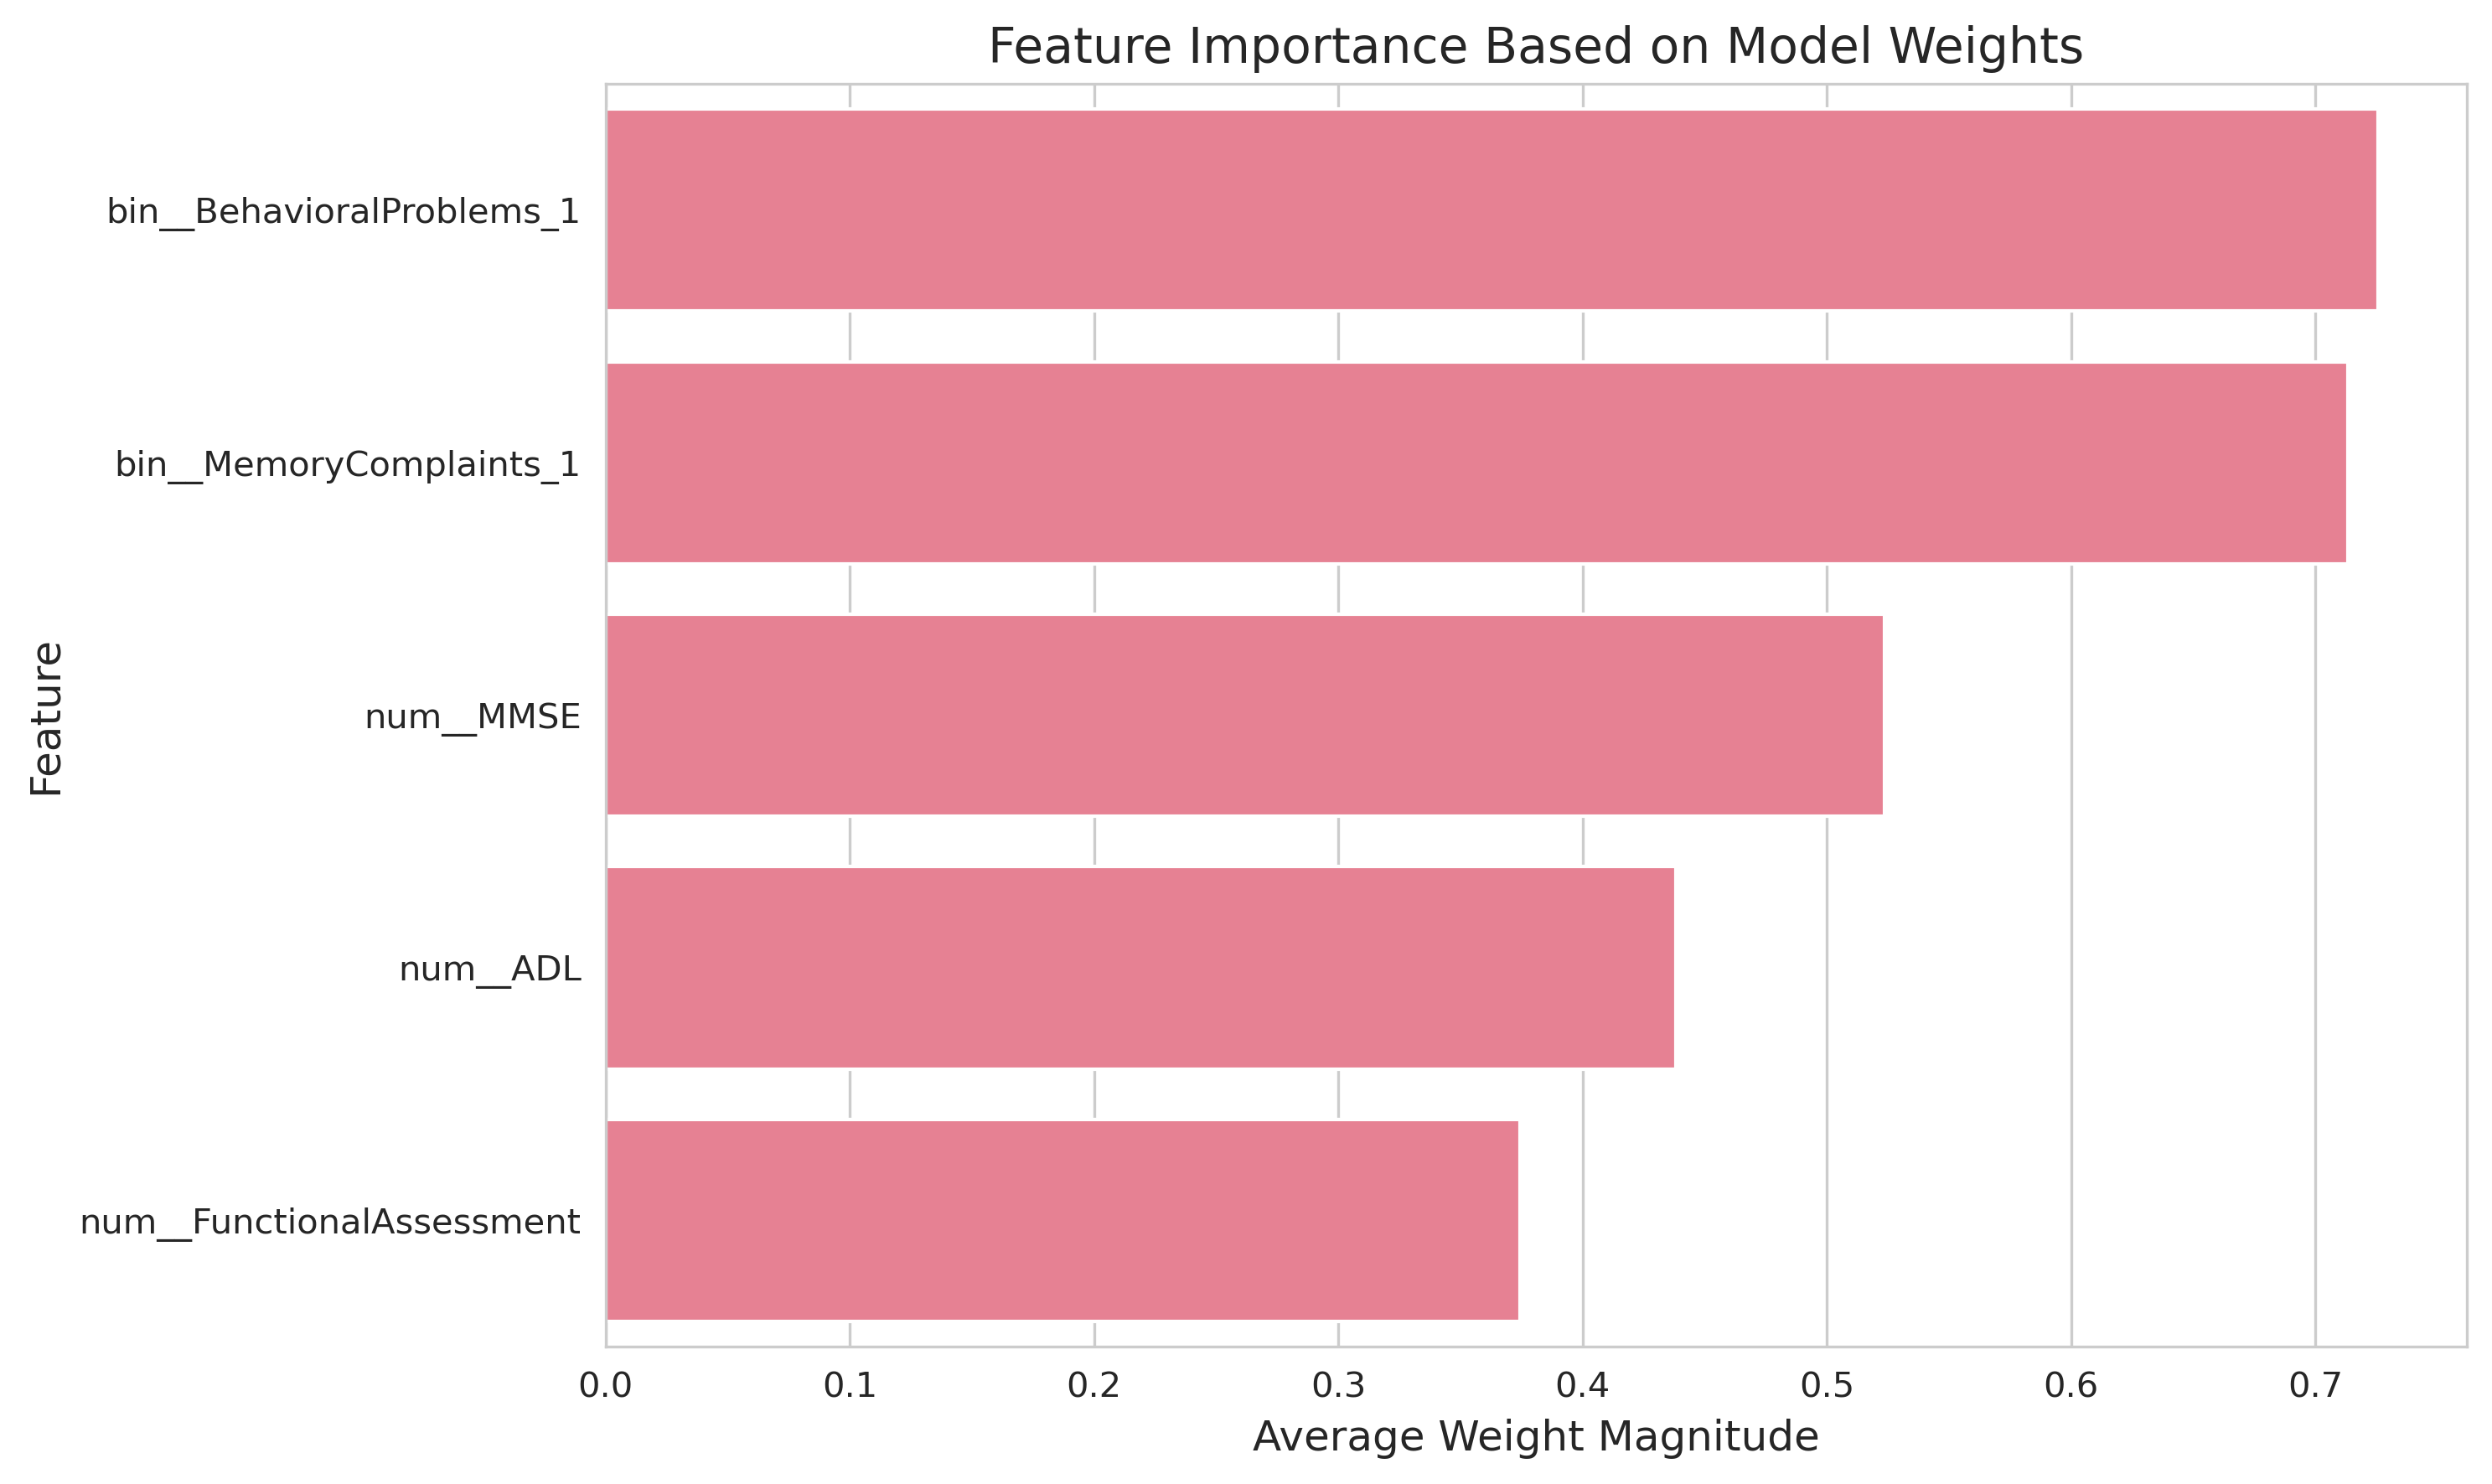 Feature Importance Based on Model Weights
bin__BehavioralProblems_1
bin__MemoryComplaints_1
num__MMSE
num__ADL
num__FunctionalAssessment
Feature
0.0 0.1 0.2 0.3 0.4 0.5 0.6 0.7
Average Weight Magnitude